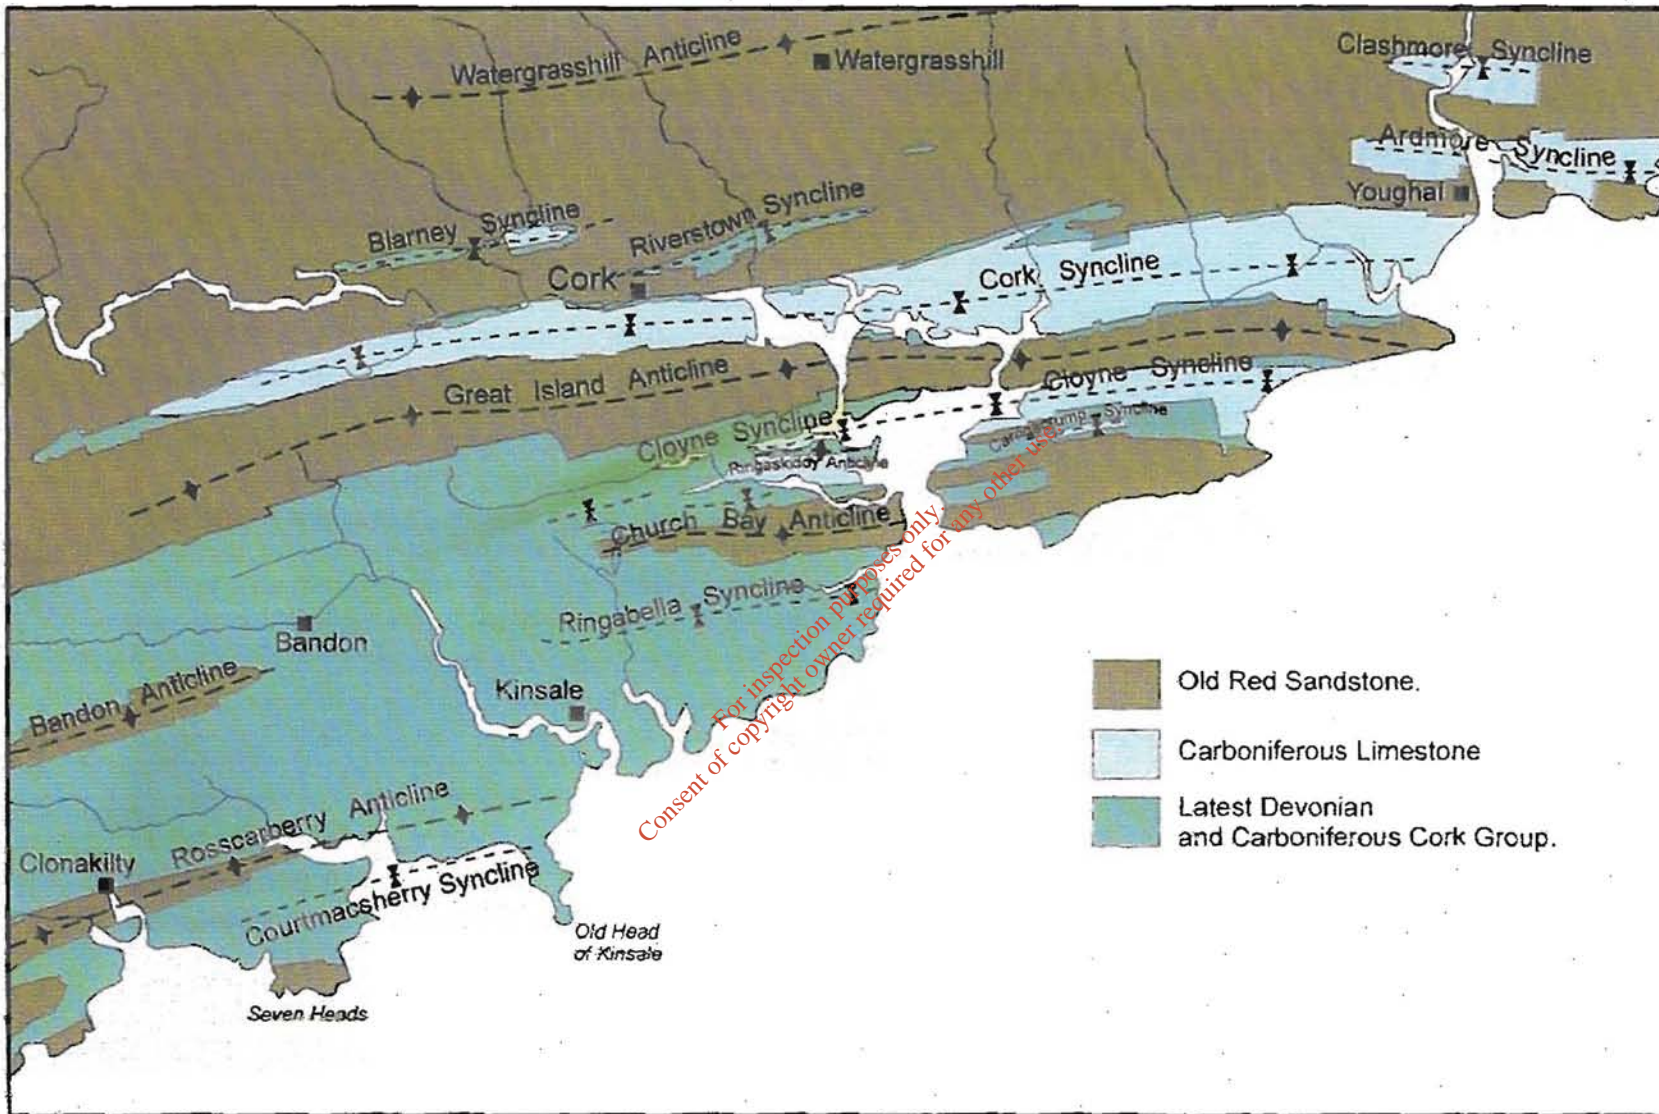 Watergrasshill Anticline
Watergrasshill
Clashmore Syncline
Ardmore Syncline
Youghal
Blarney Syncline
Riverstown Syncline
Cork
Cork Syncline
Great Island Anticline
Cloyne Syncline
Cloyne Syncline
Syncline
Ringaskiddy Anticline
Church Bay Anticline
Ringabella Syncline
Bandon
Bandon Anticline
Kinsale
Rosscarberry Anticline
Clonakilty
Courtmacsherry Syncline
Old Head
of Kinsale
Seven Heads
Old Red Sandstone.
Carboniferous Limestone
Latest Devonian
and Carboniferous Cork Group.
For inspection purposes only.
Consent of copyright owner required for any other use.